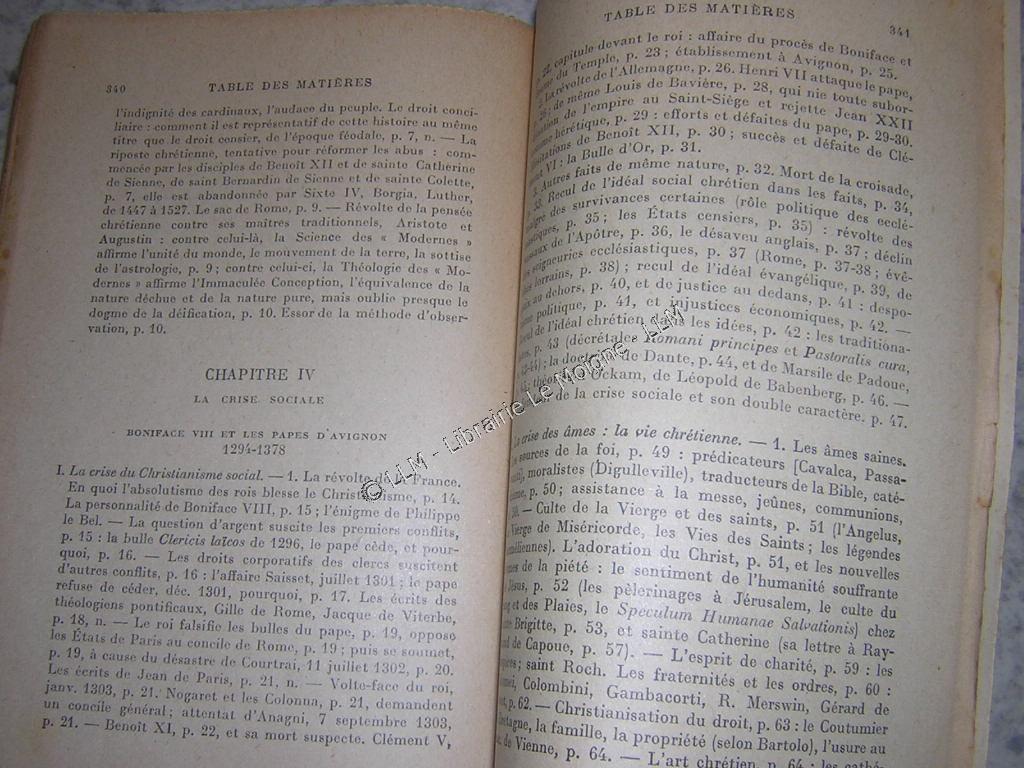 340 TABLE DES MATIÈRES
l'indignité des cardinaux, l'audace du peuple. Le droit conci-
liaire : comment il est représentatif de cette histoire au même
titre que le droit censier, de l'époque féodale, p. 7, n. — La
riposte chrétienne, tentative pour réformer les abus : com-
mencée par les disciples de Benoît XII et de sainte Catherine
de Sienne, de saint Bernardin de Sienne et de sainte Colette,
p. 7, elle est abandonnée par Sixte IV, Borgia, Luther,
de 1447 à 1527. Le sac de Rome, p. 9. — Révolte de la pensée
chrétienne contre ses maîtres traditionnels, Aristote et
Augustin : contre celui-là, la Science des « Modernes »
affirme l'unité du monde, le mouvement de la terre, la sottise
de l'astrologie, p. 9 ; contre celui-ci, la Théologie des « Mo-
dernes » affirme l'Immaculée Conception, l'équivalence de la
nature déchue et de la nature pure, mais oublie presque le
dogme de la déification, p. 10. Essor de la méthode d'obser-
vation, p. 10.
CHAPITRE IV
LA CRISE SOCIALE
BONIFACE VIII ET LES PAPES D'AVIGNON
1294-1378
I. La crise du Christianisme social. — 1. La révolte de la France.
En quoi l'absolutisme des rois blesse le Christianisme, p. 14.
La personnalité de Boniface VIII, p. 15 ; l'énigme de Philippe
le Bel. — La question d'argent suscite les premiers conflits,
p. 15 : la bulle Clericis laïcos de 1296, le pape cède, et pour-
quoi, p. 16. — Les droits corporatifs des clercs suscitent
d'autres conflits, p. 16 : l'affaire Saisset, juillet 1301 ; le pape
refuse de céder, déc. 1301, pourquoi, p. 17. Les écrits des
théologiens pontificaux, Gille de Rome, Jacque de Viterbe,
p. 18, n. — Le roi falsifie les bulles du pape, p. 19, oppose
les États de Paris au concile de Rome, p. 19 ; puis se soumet,
p. 19, à cause du désastre de Courtrai, 11 juillet 1302, p. 20.
Les écrits de Jean de Paris, p. 21, n. — Volte-face du roi,
janv. 1303, p. 21. Nogaret et les Colonna, p. 21, demandent
un concile général ; attentat d'Anagni, 7 septembre 1303,
p. 21. — Benoît XI, p. 22, et sa mort suspecte. Clément V,
TABLE DES MATIÈRES 341
p. 22, capitule devant le roi : affaire du procès de Boniface et
du Temple, p. 23 ; établissement à Avignon, p. 25.
2. La révolte de l'Allemagne, p. 26. Henri VII attaque le pape,
26 ; de même Louis de Bavière, p. 28, qui nie toute subor-
de l'empire au Saint-Siège et rejette Jean XXII
hérétique, p. 29 : efforts et défaites du pape, p. 29-30.
de Benoît XII, p. 30 ; succès et défaite de Clé-
VI : la Bulle d'Or, p. 31.
3. Autres faits de même nature, p. 32. Mort de la croisade,
p. 33. Recul de l'idéal social chrétien dans les faits, p. 34,
malgré des survivances certaines (rôle politique des ecclé-
p. 35 ; les États censiers, p. 35) : révolte des
de l'Apôtre, p. 36, le désaveu anglais, p. 37 ; déclin
seigneuries ecclésiastiques, p. 37 (Rome, p. 37-38 ; évê-
lorrains, p. 38) ; recul de l'idéal évangélique, p. 39, de
au dehors, p. 40, et de justice au dedans, p. 41 : despo-
politique, p. 41, et injustices économiques, p. 42. —
de l'idéal chrétien dans les idées, p. 42 : les traditiona-
p. 43 (décrétales Romani principes et Pastoralis cura,
; la doctrine de Dante, p. 44, et de Marsile de Padoue,
Ockam, de Léopold de Babenberg, p. 46. —
de la crise sociale et son double caractère. p. 47.
La crise des âmes : la vie chrétienne. — 1. Les âmes saines.
sources de la foi, p. 49 : prédicateurs [Cavalca, Passa-
moralistes (Digulleville), traducteurs de la Bible, caté-
p. 50 ; assistance à la messe, jeûnes, communions,
— Culte de la Vierge et des saints, p. 51 (l'Angelus,
Vierge de Miséricorde, les Vies des Saints ; les légendes
L'adoration du Christ, p. 51, et les nouvelles
de la piété : le sentiment de l'humanité souffrante
Jésus, p. 52 (les pèlerinages à Jérusalem, le culte du
et des Plaies, le Speculum Humanae Salvationis) chez
Brigitte, p. 53, et sainte Catherine (sa lettre à Ray-
de Capoue, p. 57). — L'esprit de charité, p. 59 : les
saint Roch. Les fraternités et les ordres, p. 60 :
Colombini, Gambacorti, R. Merswin, Gérard de
p. 62. — Christianisation du droit, p. 63 : le Coutumier
la famille, la propriété (selon Bartolo), l'usure au
de Vienne, p. 64. — L'art chrétien, p. 64 : les cathé-
© LLM - Librairie Le Moine - LLM